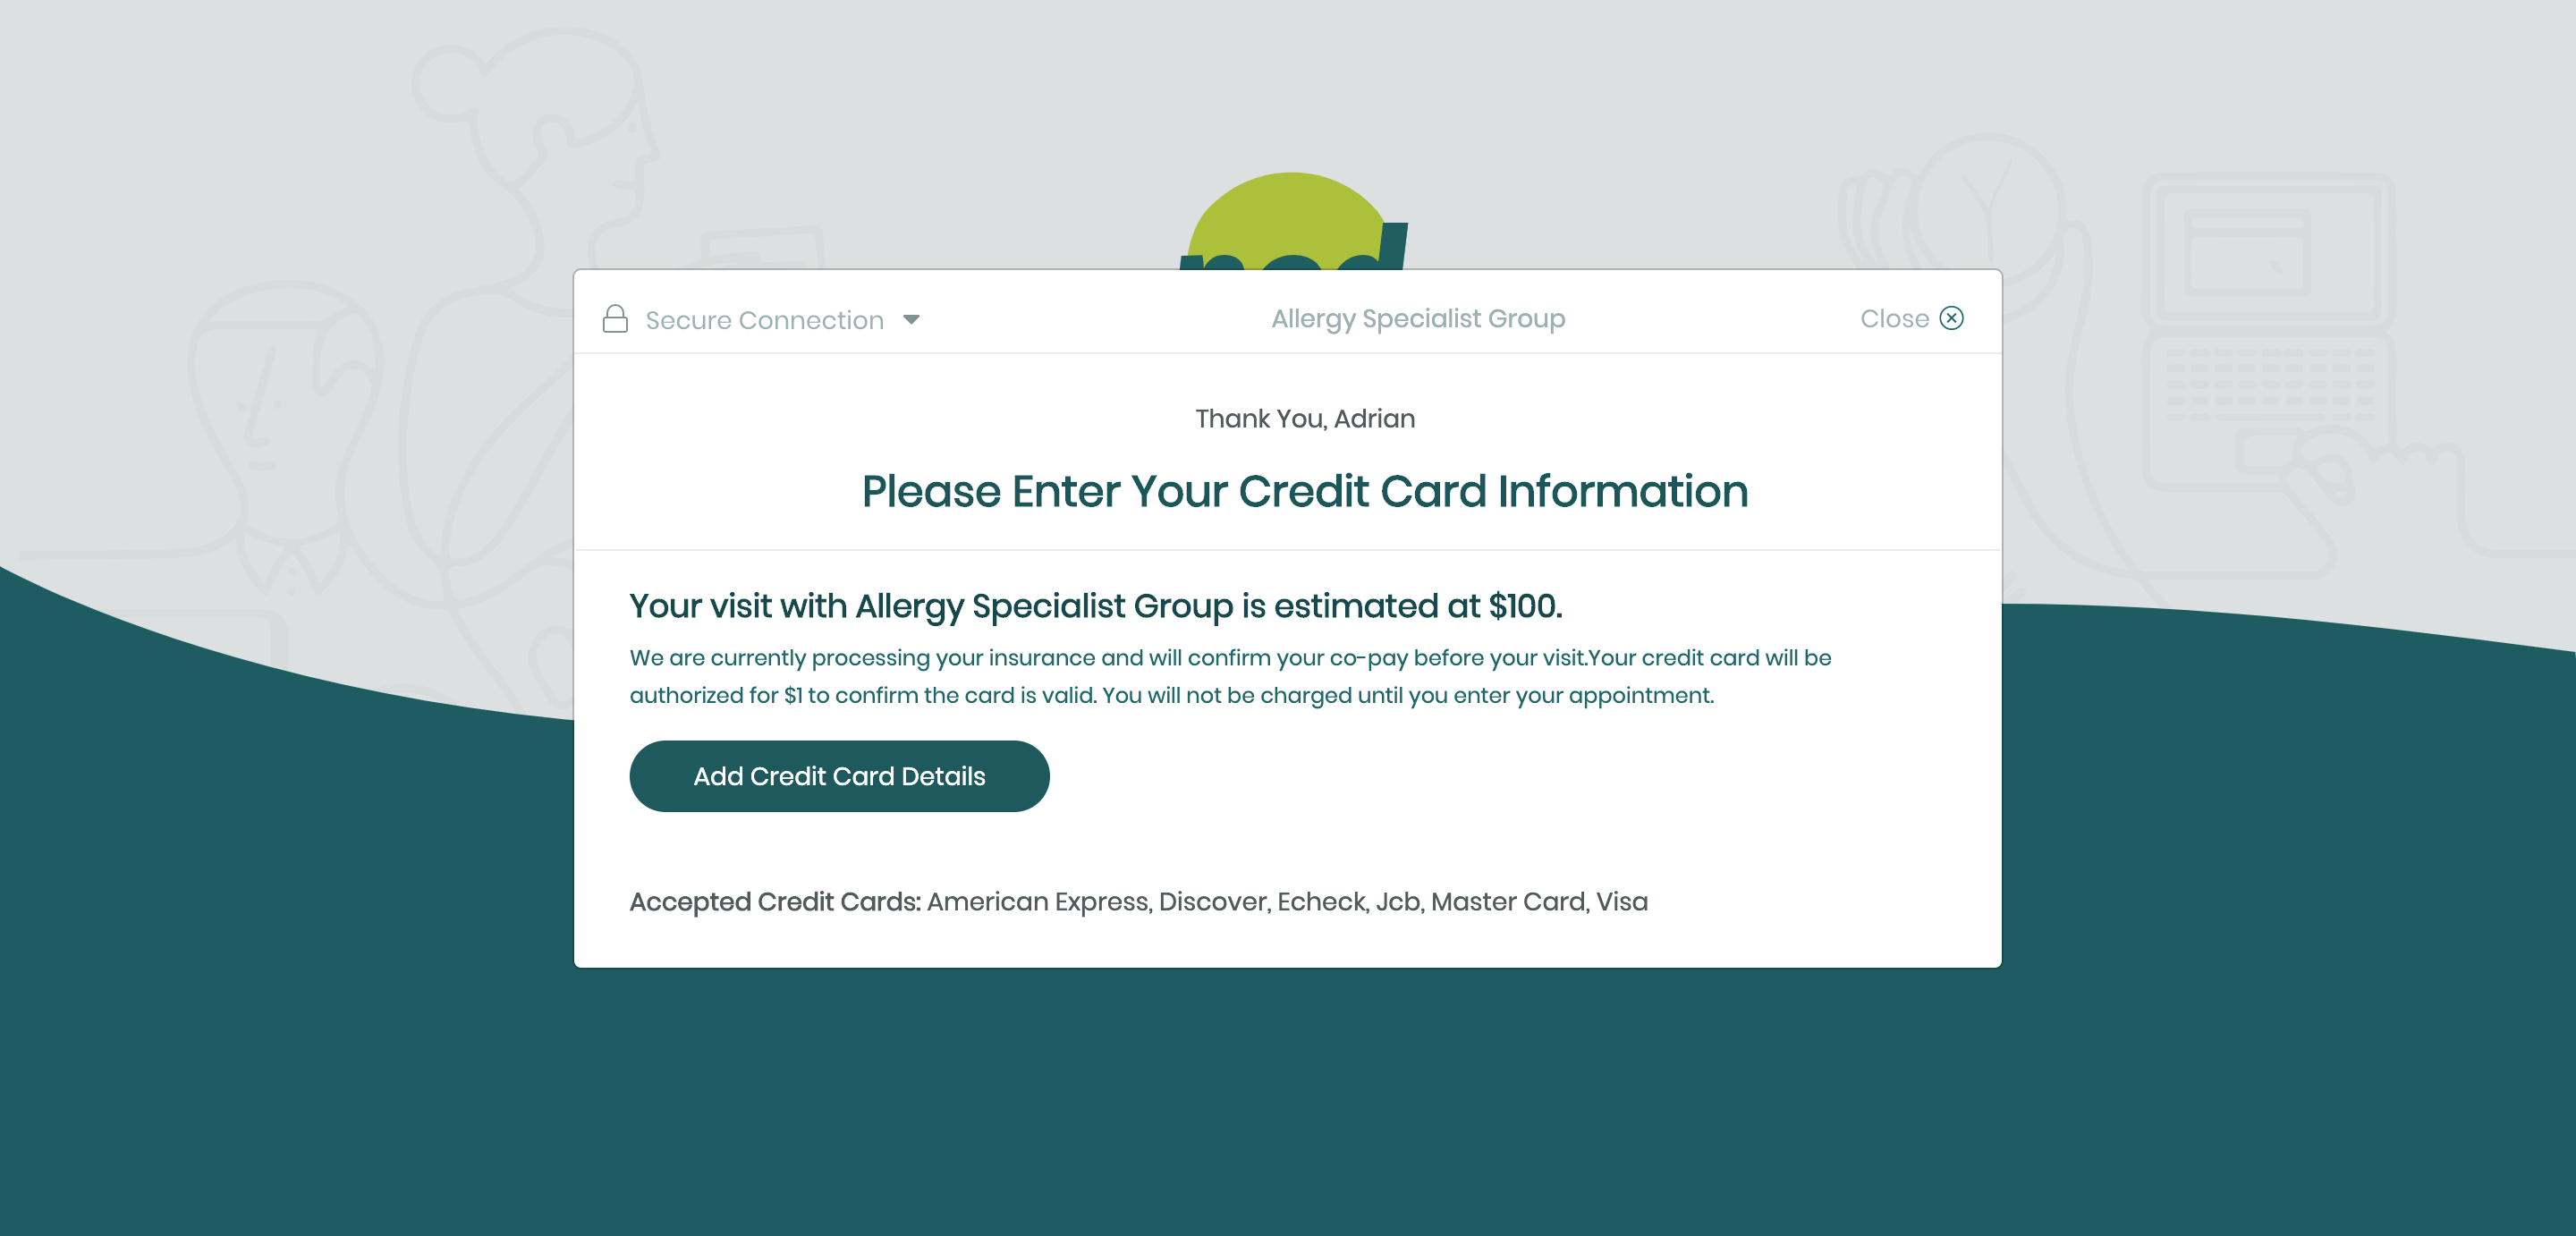 Secure Connection
Allergy Specialist Group
Close
Thank You, Adrian
Please Enter Your Credit Card Information
Your visit with Allergy Specialist Group is estimated at $100.
We are currently processing your insurance and will confirm your co-pay before your visit.Your credit card will be
authorized for $1 to confirm the card is valid. You will not be charged until you enter your appointment.
Add Credit Card Details
Accepted Credit Cards: American Express, Discover, Echeck, Jcb, Master Card, Visa